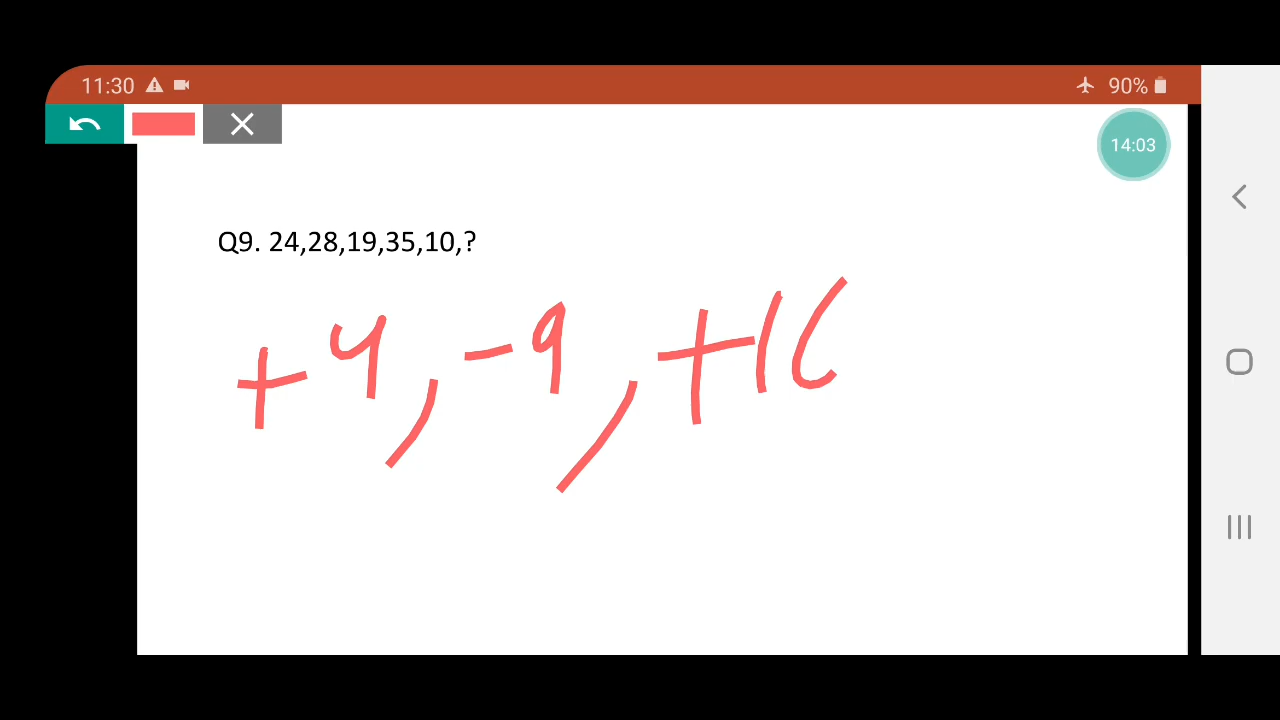 11:30 90%
14:03
Q9. 24,28,19,35,10,?
+4, -9, +16